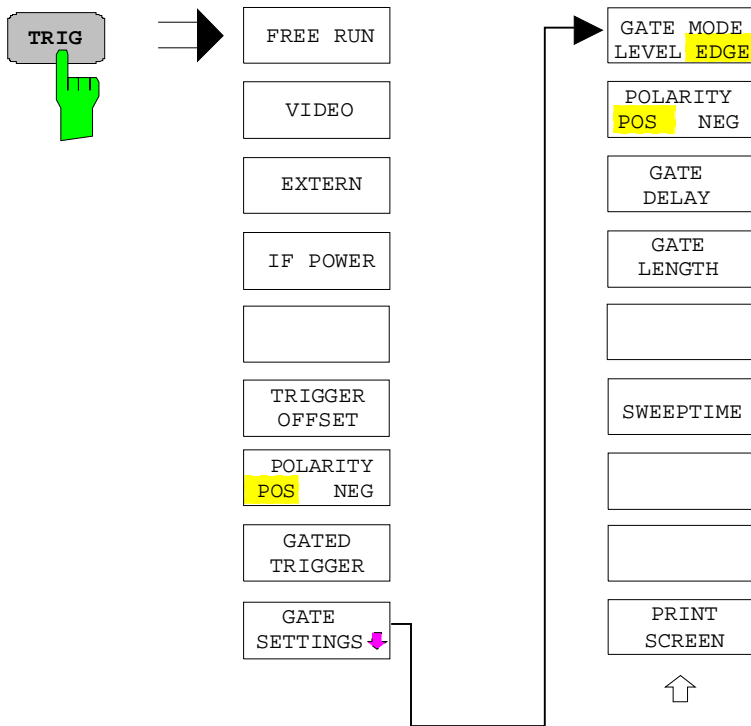 TRIG
FREE RUN
VIDEO
EXTERN
IF POWER
TRIGGER
OFFSET
POLARITY
POS NEG
GATED
TRIGGER
GATE
SETTINGS
GATE MODE
LEVEL EDGE
POLARITY
POS NEG
GATE
DELAY
GATE
LENGTH
SWEEPTIME
PRINT
SCREEN